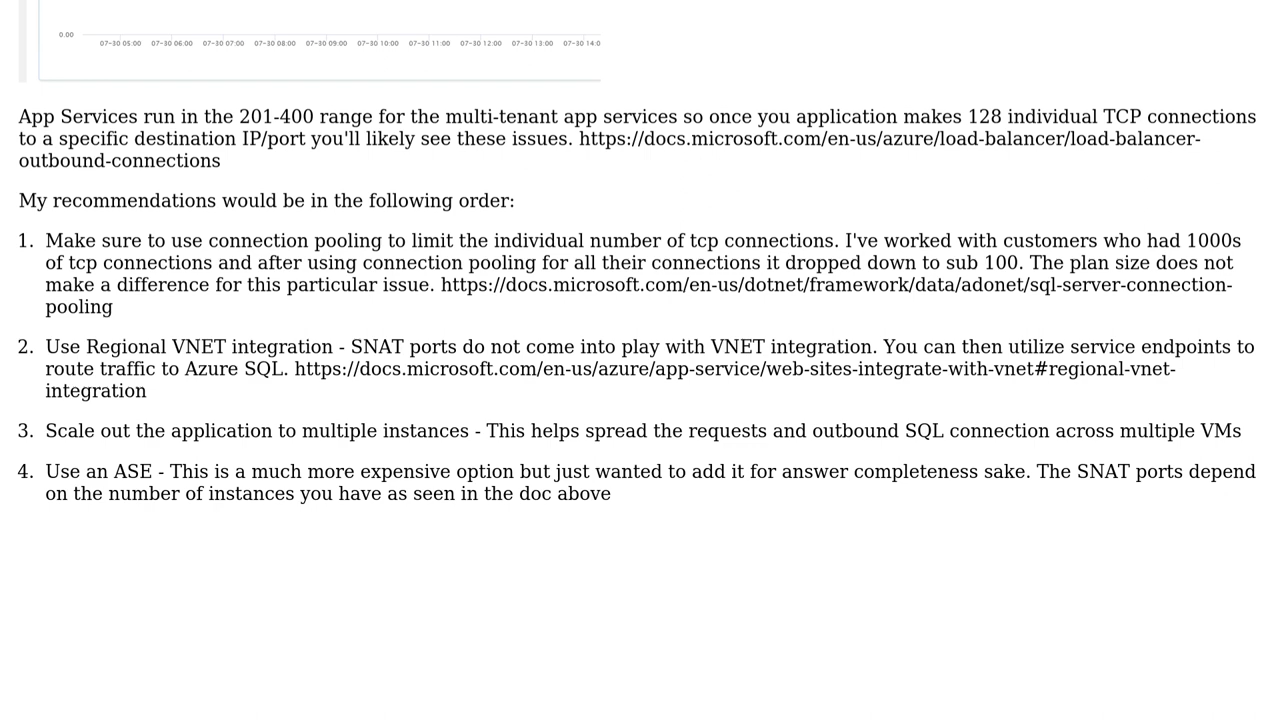 0.00
07-30 05:00 07-30 06:00 07-30 07:00 07-30 08:00 07-30 09:00 07-30 10:00 07-30 11:00 07-30 12:00 07-30 13:00 07-30 14:0
App Services run in the 201-400 range for the multi-tenant app services so once you application makes 128 individual TCP connections
to a specific destination IP/port you'll likely see these issues. https://docs.microsoft.com/en-us/azure/load-balancer/load-balancer-
outbound-connections
My recommendations would be in the following order:
1. Make sure to use connection pooling to limit the individual number of tcp connections. I've worked with customers who had 1000s
of tcp connections and after using connection pooling for all their connections it dropped down to sub 100. The plan size does not
make a difference for this particular issue. https://docs.microsoft.com/en-us/dotnet/framework/data/adonet/sql-server-connection-
pooling
2. Use Regional VNET integration - SNAT ports do not come into play with VNET integration. You can then utilize service endpoints to
route traffic to Azure SQL. https://docs.microsoft.com/en-us/azure/app-service/web-sites-integrate-with-vnet#regional-vnet-
integration
3. Scale out the application to multiple instances - This helps spread the requests and outbound SQL connection across multiple VMs
4. Use an ASE - This is a much more expensive option but just wanted to add it for answer completeness sake. The SNAT ports depend
on the number of instances you have as seen in the doc above